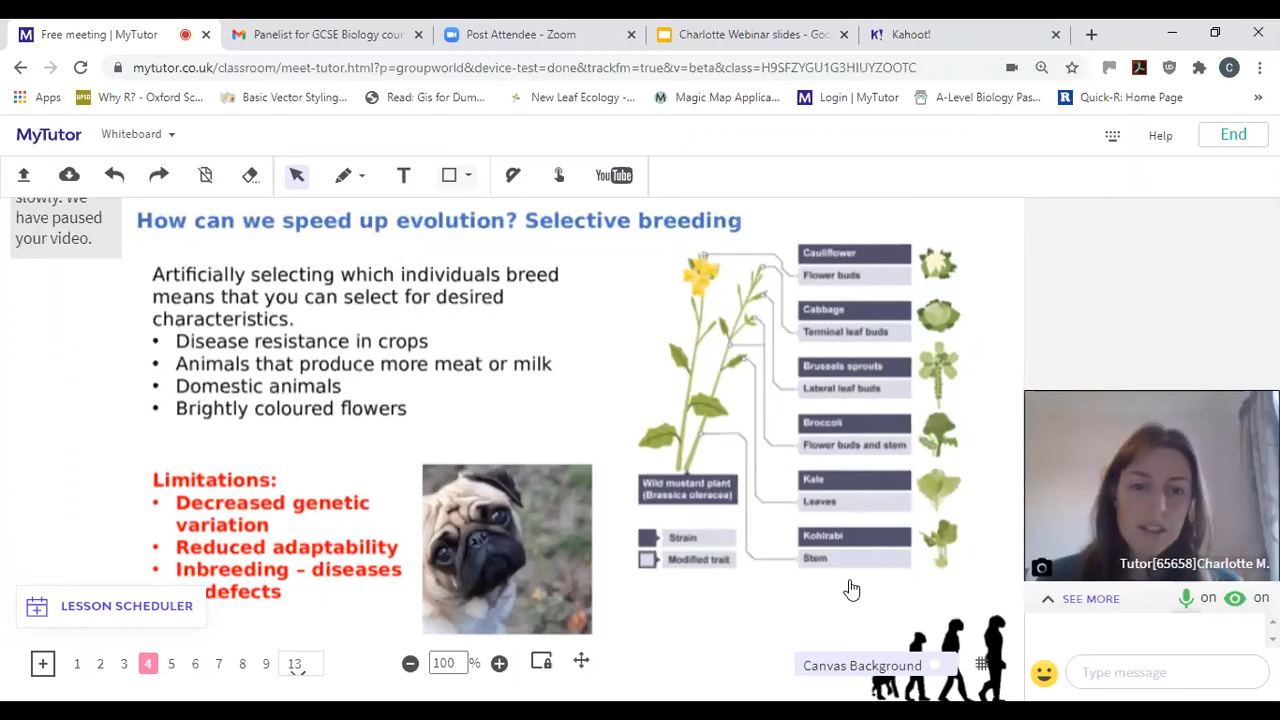 Free meeting | MyTutor
Panelist for GCSE Biology cour
Post Attendee - Zoom
Charlotte Webinar slides - Goo
Kahoot!
mytutor.co.uk/classroom/meet-tutor.html?p=groupworld&device-test=done&trackfm=true&v=beta&class=H9SFZYGU1G3HIUYZOOTC
C
Apps
Why R? - Oxford Sc...
Basic Vector Styling...
Read: Gis for Dum...
New Leaf Ecology -...
Magic Map Applica...
Login | MyTutor
A-Level Biology Pas...
Quick-R: Home Page
»
MyTutor
Whiteboard
Help
End
T
YouTube
slowly. We
have paused
your video.
How can we speed up evolution? Selective breeding
Artificially selecting which individuals breed
means that you can select for desired
characteristics.
• Disease resistance in crops
• Animals that produce more meat or milk
• Domestic animals
• Brightly coloured flowers
Limitations:
• Decreased genetic
variation
• Reduced adaptability
• Inbreeding – diseases
defects
Cauliflower
Flower buds
Cabbage
Terminal leaf buds
Brussels sprouts
Lateral leaf buds
Broccoli
Flower buds and stem
Kale
Leaves
Kohlrabi
Stem
Wild mustard plant
(Brassica oleracea)
Strain
Modified trait
Tutor[65658]Charlotte M.
SEE MORE
on
on
LESSON SCHEDULER
1 2 3 4 5 6 7 8 9 13
100 %
Canvas Background
Type message